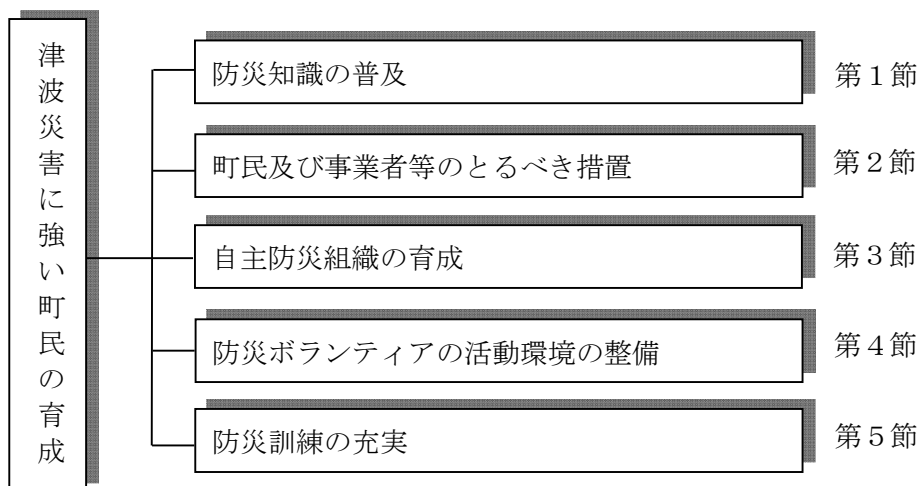 津波災害に強い町民の育成
防災知識の普及 第１節
町民及び事業者等のとるべき措置 第２節
自主防災組織の育成 第３節
防災ボランティアの活動環境の整備 第４節
防災訓練の充実 第５節